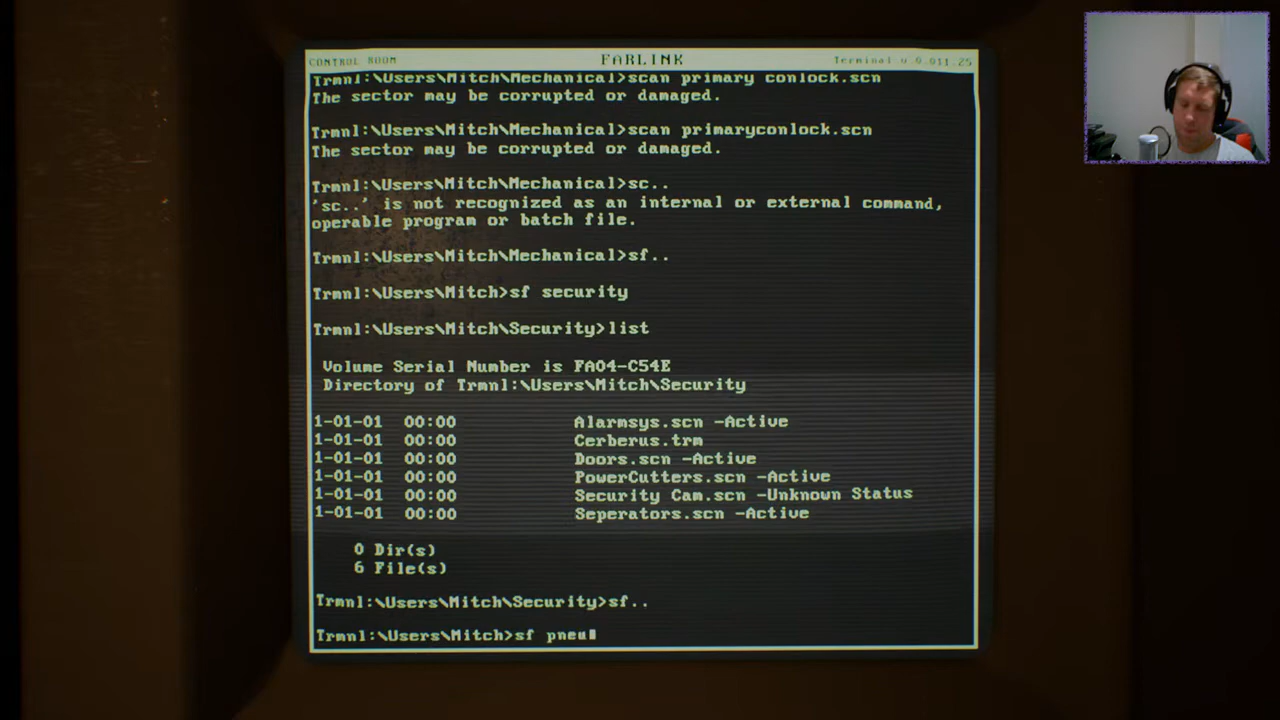 CONTROL ROOM FARLINK Terminal v 0.011.25
Trmnl:\Users\Mitch\Mechanical>scan primary conlock.scn
The sector may be corrupted or damaged.
Trmnl:\Users\Mitch\Mechanical>scan primaryconlock.scn
The sector may be corrupted or damaged.
Trmnl:\Users\Mitch\Mechanical>sc..
'sc..' is not recognized as an internal or external command,
operable program or batch file.
Trmnl:\Users\Mitch\Mechanical>sf..
Trmnl:\Users\Mitch>sf security
Trmnl:\Users\Mitch\Security>list
Volume Serial Number is FA04-C54E
Directory of Trmnl:\Users\Mitch\Security
1-01-01 00:00 Alarmsys.scn -Active
1-01-01 00:00 Cerberus.trm
1-01-01 00:00 Doors.scn -Active
1-01-01 00:00 PowerCutters.scn -Active
1-01-01 00:00 Security Cam.scn -Unknown Status
1-01-01 00:00 Seperators.scn -Active
0 Dir(s)
6 File(s)
Trmnl:\Users\Mitch\Security>sf..
Trmnl:\Users\Mitch>sf pneu